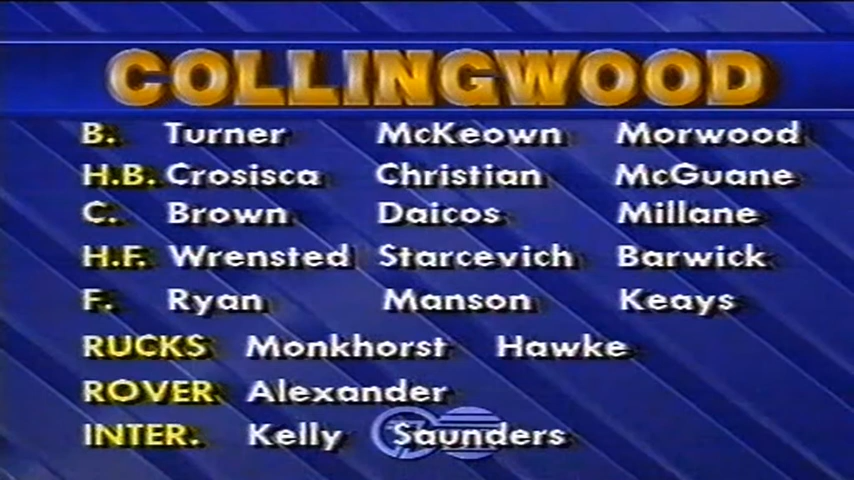 COLLINGWOOD
B. Turner McKeown Morwood
H.B. Crosisca Christian McGuane
C. Brown Daicos Millane
H.F. Wrensted Starcevich Barwick
F. Ryan Manson Keays
RUCKS Monkhorst Hawke
ROVER Alexander
INTER. Kelly Saunders